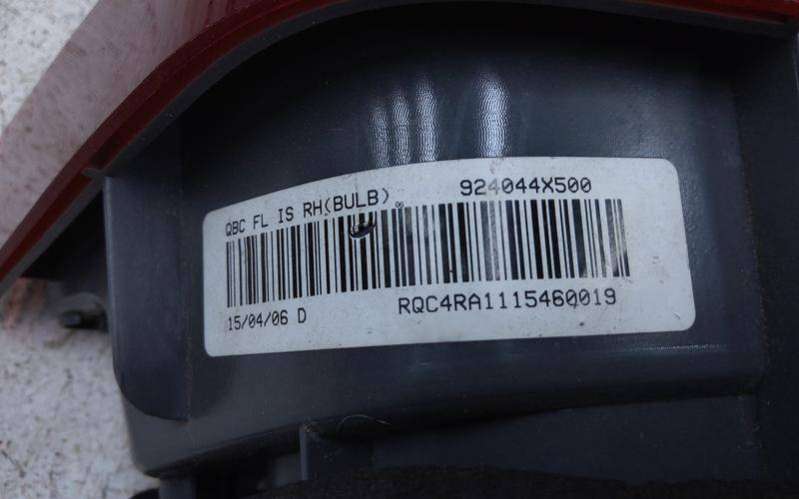 QBC FL IS RH(BULB) 924044X500
15/04/06 D RQC4RA1115460019